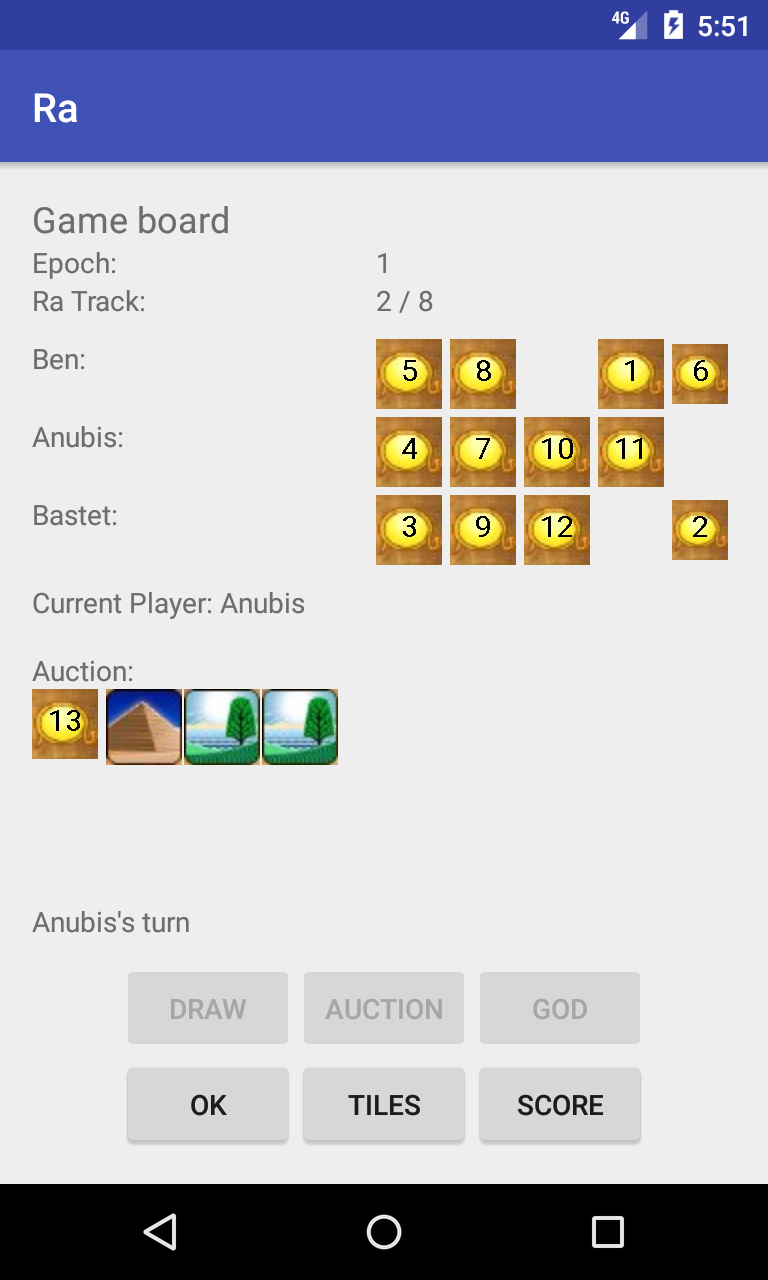 4G 5:51
Ra
Game board
Epoch: 1
Ra Track: 2 / 8
Ben: 5 8 1 6
Anubis: 4 7 10 11
Bastet: 3 9 12 2
Current Player: Anubis
Auction:
13
Anubis's turn
DRAW AUCTION GOD
OK TILES SCORE